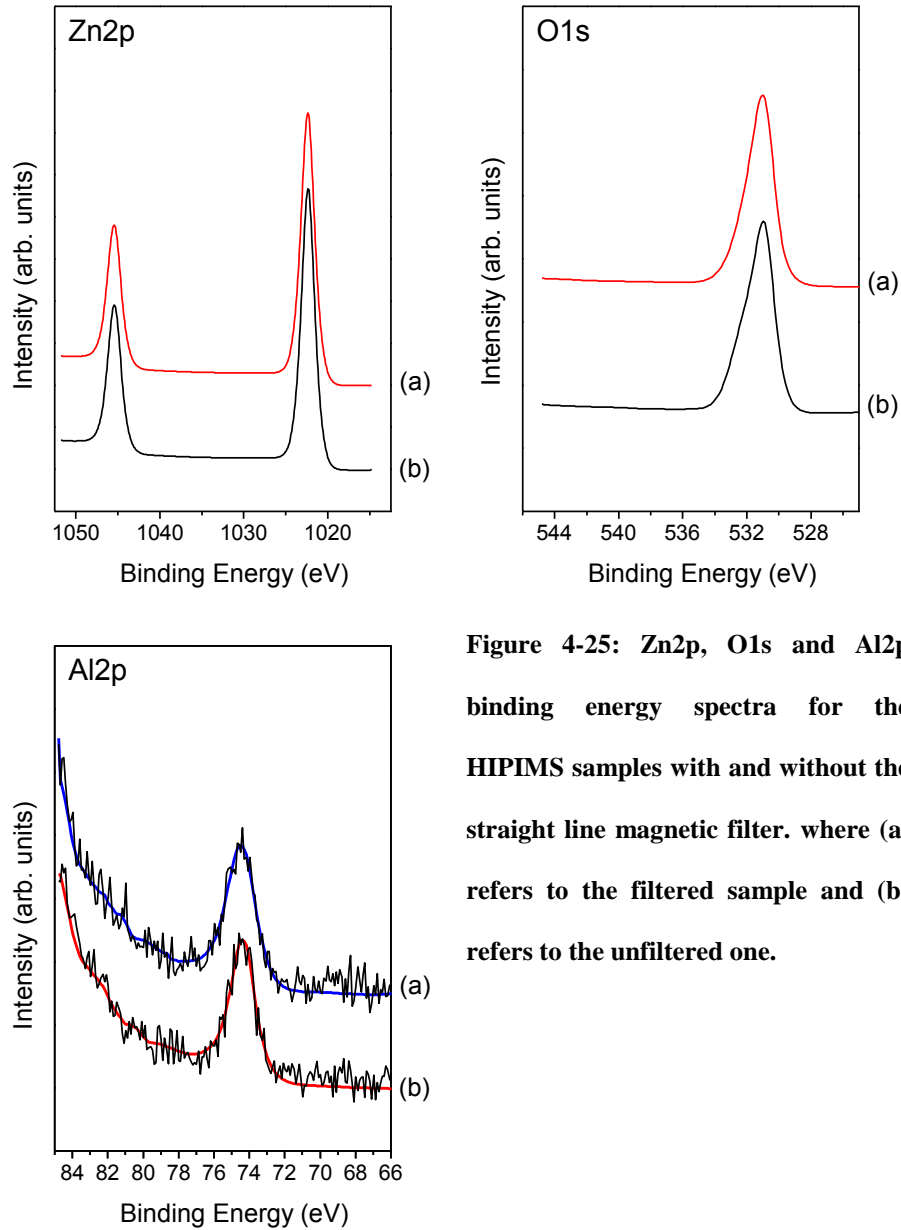 Zn2p
Intensity (arb. units)
(a)
(b)
1050 1040 1030 1020
Binding Energy (eV)
O1s
Intensity (arb. units)
(a)
(b)
544 540 536 532 528
Binding Energy (eV)
Al2p
Intensity (arb. units)
(a)
(b)
84 82 80 78 76 74 72 70 68 66
Binding Energy (eV)
Figure 4-25: Zn2p, O1s and Al2p
binding energy spectra for the
HIPIMS samples with and without the
straight line magnetic filter. where (a
refers to the filtered sample and (b
refers to the unfiltered one.